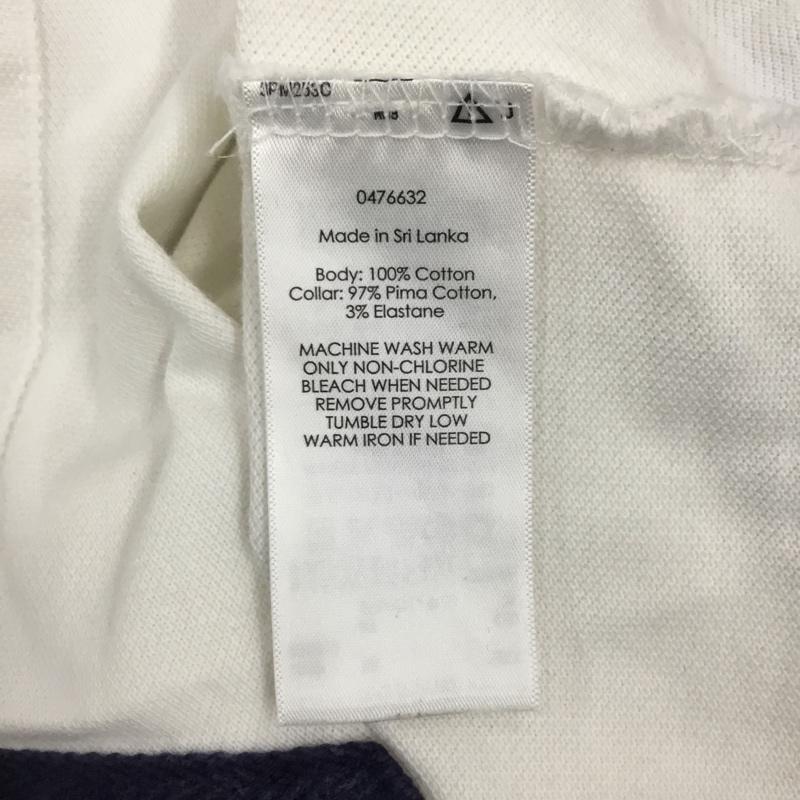 0476632
Made in Sri Lanka
Body: 100% Cotton
Collar: 97% Pima Cotton,
3% Elastane
MACHINE WASH WARM
ONLY NON-CHLORINE
BLEACH WHEN NEEDED
REMOVE PROMPTLY
TUMBLE DRY LOW
WARM IRON IF NEEDED